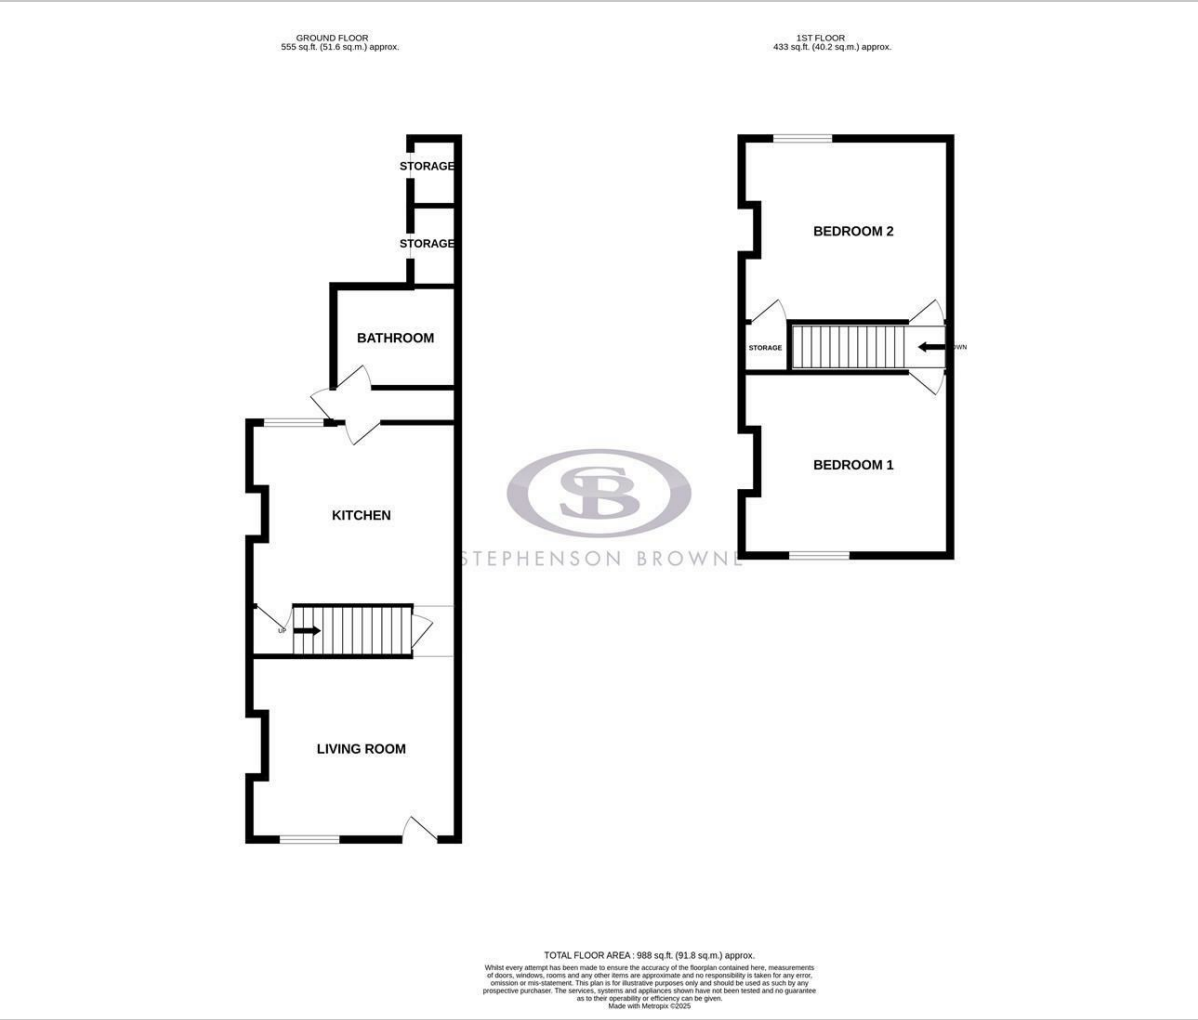 GROUND FLOOR
555 sq.ft. (51.6 sq.m.) approx.
1ST FLOOR
433 sq.ft. (40.2 sq.m.) approx.
STORAGE
STORAGE
BATHROOM
KITCHEN
UP
LIVING ROOM
BEDROOM 2
STORAGE
BEDROOM 1
SB
STEPHENSON BROWNE
TOTAL FLOOR AREA : 988 sq.ft. (91.8 sq.m.) approx.
Whilst every attempt has been made to ensure the accuracy of the floorplan contained here, measurements
of doors, windows, rooms and any other items are approximate and no responsibility is taken for any error,
omission or mis-statement. This plan is for illustrative purposes only and should be used as such by any
prospective purchaser. The services, systems and appliances shown have not been tested and no guarantee
as to their operability or efficiency can be given.
Made with Metropix ©2025